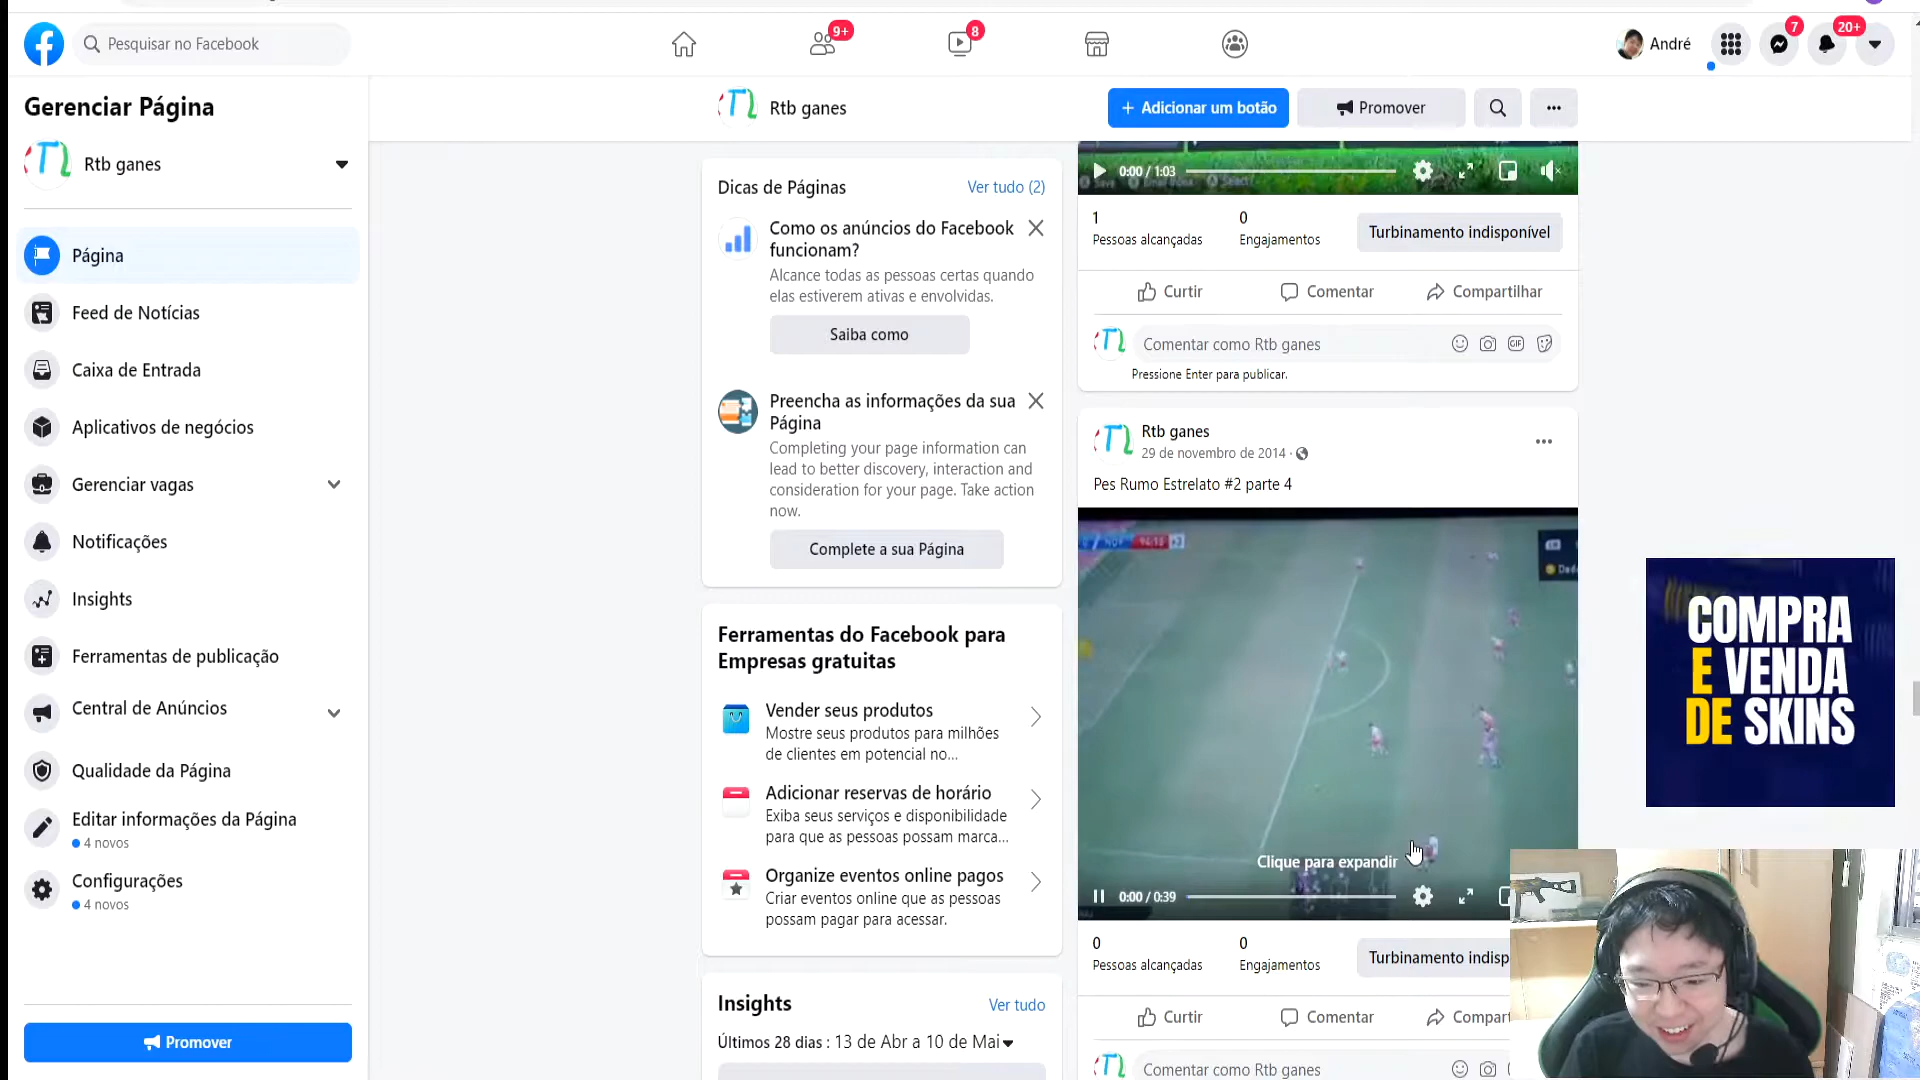 Pesquisar no Facebook
9+
8
André
7
20+
Gerenciar Página
Rtb ganes
Página
Feed de Notícias
Caixa de Entrada
Aplicativos de negócios
Gerenciar vagas
Notificações
Insights
Ferramentas de publicação
Central de Anúncios
Qualidade da Página
Editar informações da Página
4 novos
Configurações
4 novos
Promover
Rtb ganes
+ Adicionar um botão
Promover
Dicas de Páginas
Ver tudo (2)
Como os anúncios do Facebook
funcionam?
Alcance todas as pessoas certas quando
elas estiverem ativas e envolvidas.
Saiba como
Preencha as informações da sua
Página
Completing your page information can
lead to better discovery, interaction and
consideration for your page. Take action
now.
Complete a sua Página
Ferramentas do Facebook para
Empresas gratuitas
Vender seus produtos
Mostre seus produtos para milhões
de clientes em potencial no...
Adicionar reservas de horário
Exiba seus serviços e disponibilidade
para que as pessoas possam marca...
Organize eventos online pagos
Criar eventos online que as pessoas
possam pagar para acessar.
Insights
Ver tudo
Últimos 28 dias : 13 de Abr a 10 de Mai
0:00 / 1:03
1
Pessoas alcançadas
0
Engajamentos
Turbinamento indisponível
Curtir
Comentar
Compartilhar
Comentar como Rtb ganes
GIF
Pressione Enter para publicar.
Rtb ganes
29 de novembro de 2014 ·
Pes Rumo Estrelato #2 parte 4
Clique para expandir
0:00 / 0:39
0
Pessoas alcançadas
0
Engajamentos
Turbinamento indisp
Curtir
Comentar
Compart
Comentar como Rtb ganes
COMPRA
E VENDA
DE SKINS